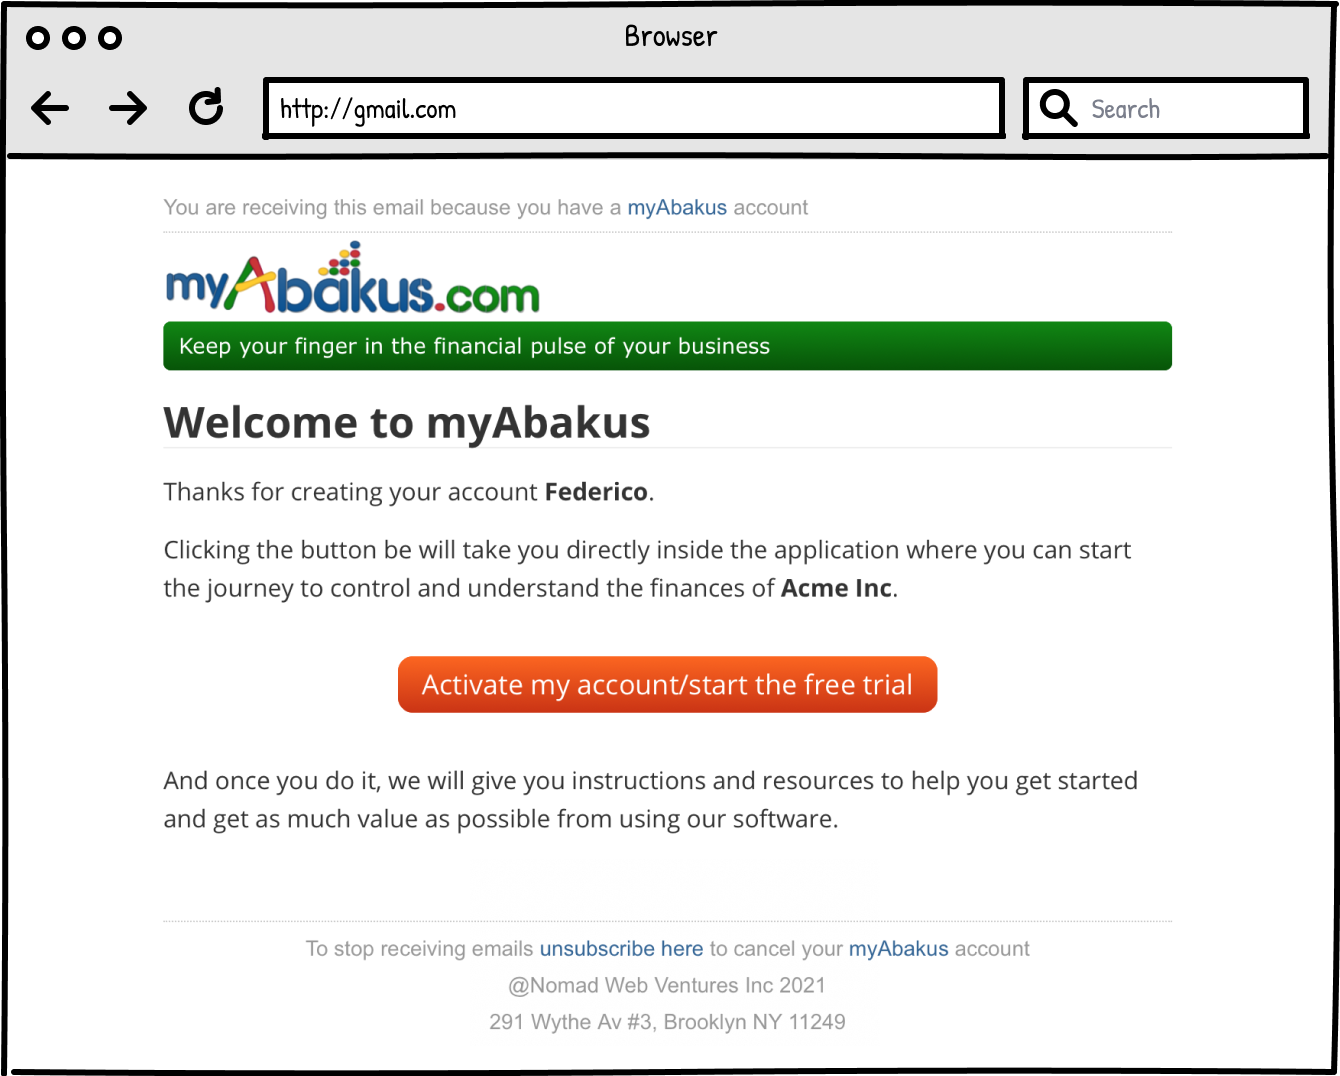 Browser
http://gmail.com
Search
You are receiving this email because you have a myAbakus account
myAbakus.com
Keep your finger in the financial pulse of your business
Welcome to myAbakus
Thanks for creating your account Federico.
Clicking the button be will take you directly inside the application where you can start
the journey to control and understand the finances of Acme Inc.
Activate my account/start the free trial
And once you do it, we will give you instructions and resources to help you get started
and get as much value as possible from using our software.
To stop receiving emails unsubscribe here to cancel your myAbakus account
@Nomad Web Ventures Inc 2021
291 Wythe Av #3, Brooklyn NY 11249